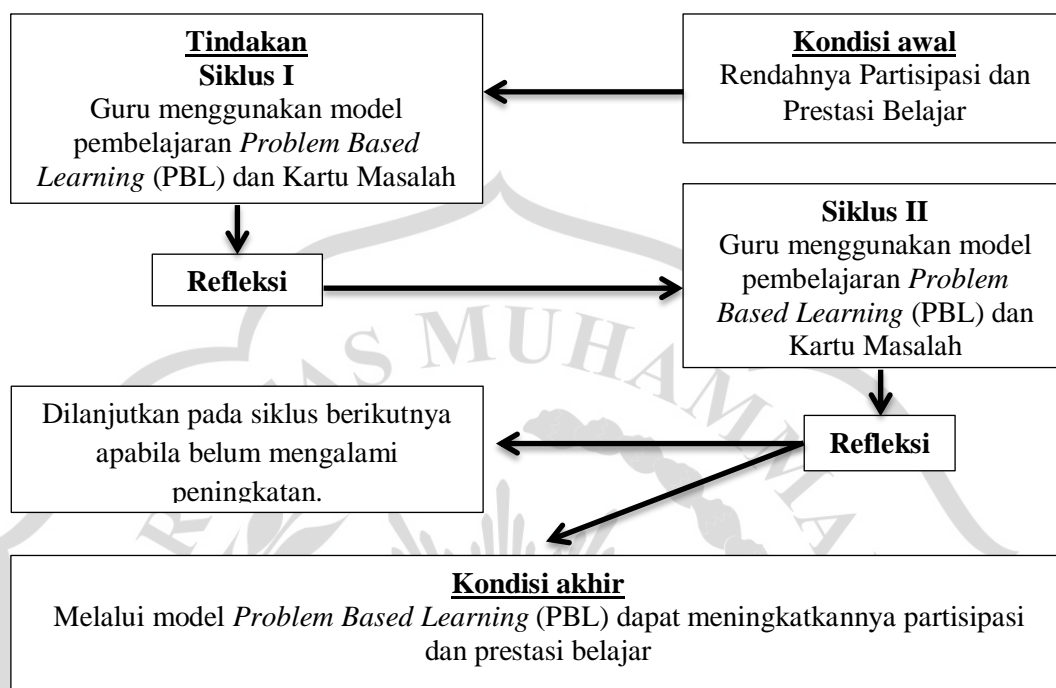 Tindakan
Siklus I
Guru menggunakan model
pembelajaran Problem Based
Learning (PBL) dan Kartu Masalah
Kondisi awal
Rendahnya Partisipasi dan
Prestasi Belajar
Siklus II
Guru menggunakan model
pembelajaran Problem
Based Learning (PBL) dan
Kartu Masalah
Refleksi
Dilanjutkan pada siklus berikutnya
apabila belum mengalami
peningkatan.
Refleksi
Kondisi akhir
Melalui model Problem Based Learning (PBL) dapat meningkatkannya partisipasi
dan prestasi belajar
AS MUHAMMA